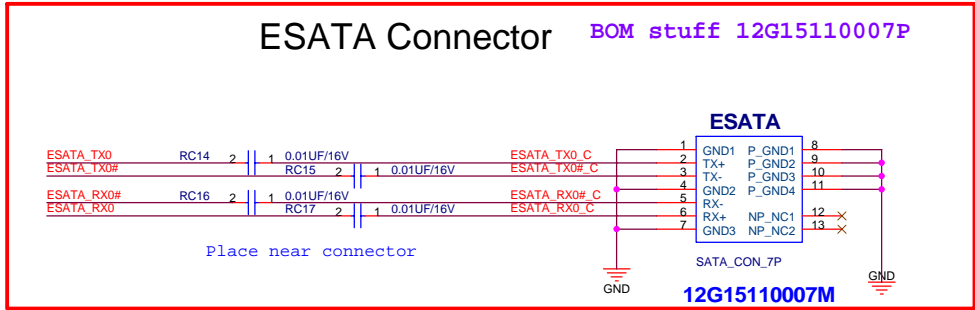 ESATA Connector BOM stuff 12G15110007P
ESATA
1 GND1 P_GND1 8
ESATA_TX0 RC14 2 1 0.01UF/16V ESATA_TX0_C 2 TX+ P_GND2 9
ESATA_TX0# RC15 2 1 0.01UF/16V ESATA_TX0#_C 3 TX- P_GND3 10
4 GND2 P_GND4 11
ESATA_RX0# RC16 2 1 0.01UF/16V ESATA_RX0#_C 5 RX-
ESATA_RX0 RC17 2 1 0.01UF/16V ESATA_RX0_C 6 RX+ NP_NC1 12
7 GND3 NP_NC2 13
Place near connector
SATA_CON_7P
GND
GND
12G15110007M